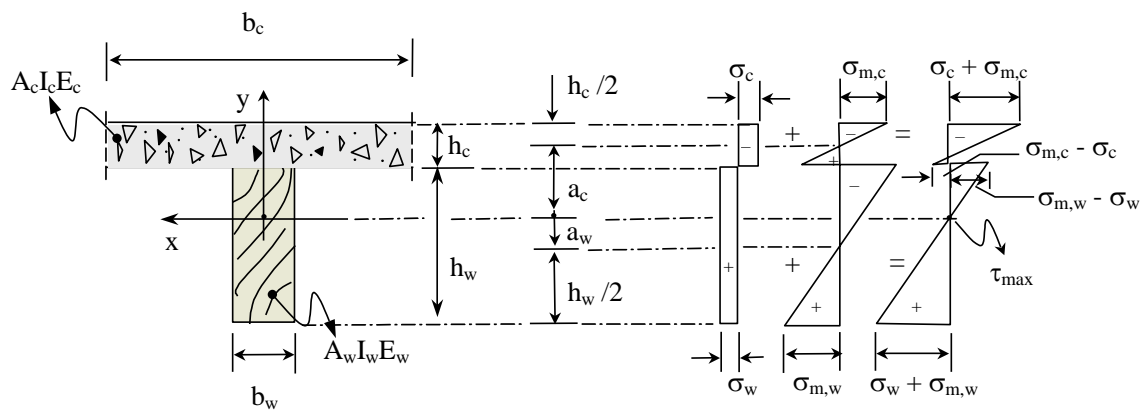 b_c
A_cI_cE_c
y
h_c
x
h_w
A_wI_wE_w
b_w
h_c /2
a_c
a_w
h_w /2
σ_c
σ_m,c
σ_c + σ_m,c
−
+
−
+
=
−
σ_m,c - σ_c
−
σ_m,w - σ_w
+
+
+
=
+
τ_max
σ_w
σ_m,w
σ_w + σ_m,w